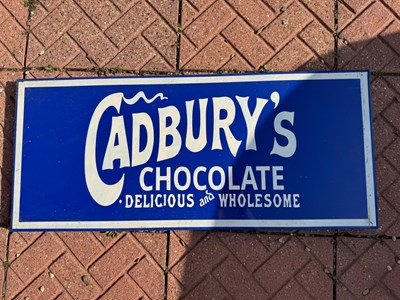 CADBURY'S
CHOCOLATE
· DELICIOUS and WHOLESOME